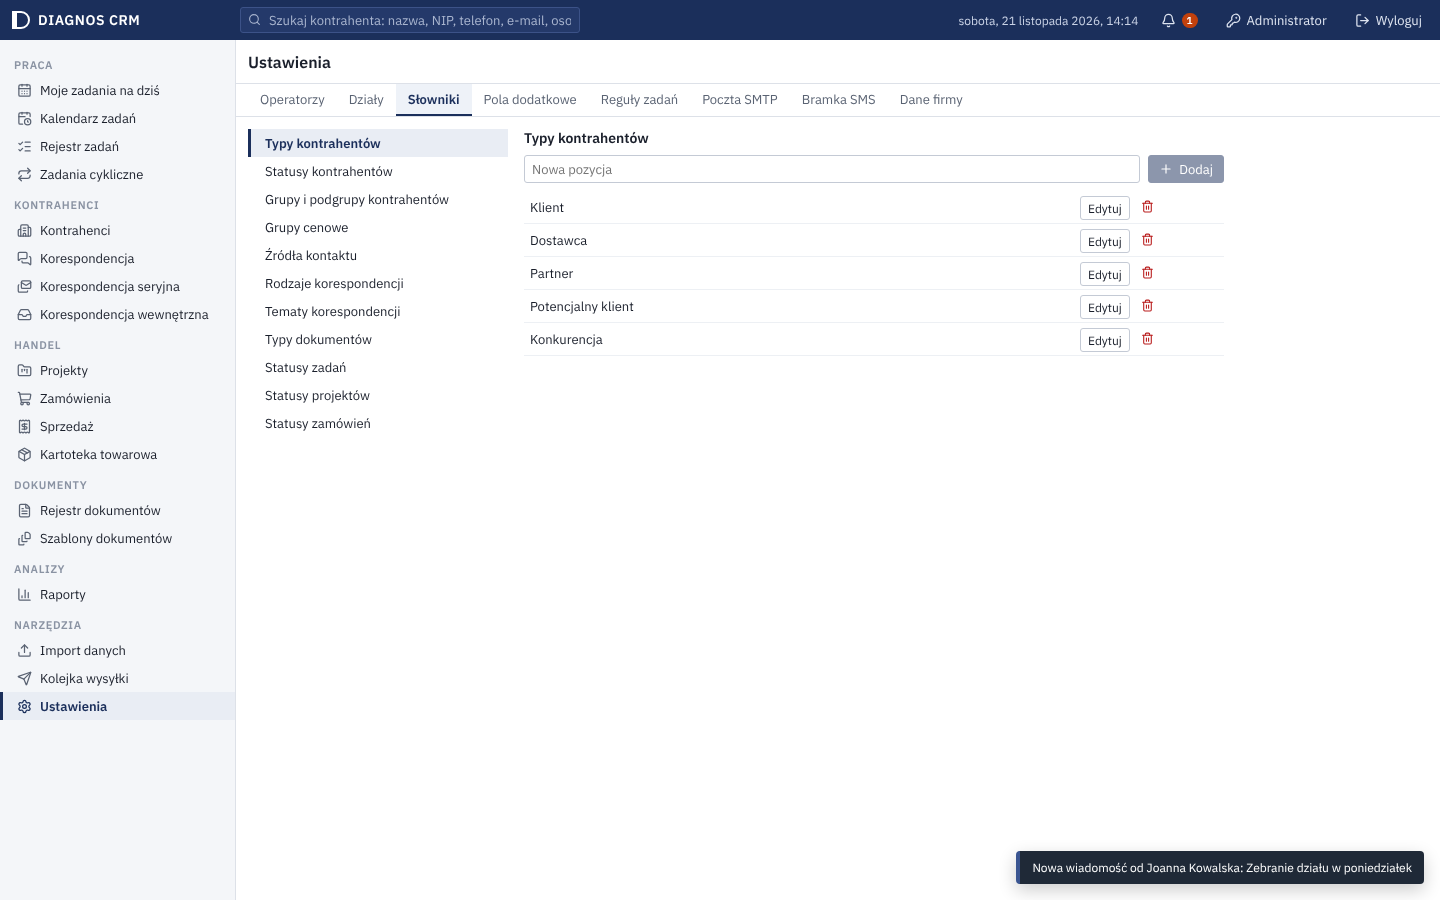 DIAGNOS CRM
Szukaj kontrahenta: nazwa, NIP, telefon, e-mail, oso
sobota, 21 listopada 2026, 14:14
1
Administrator
Wyloguj
PRACA
Moje zadania na dziś
Kalendarz zadań
Rejestr zadań
Zadania cykliczne
KONTRAHENCI
Kontrahenci
Korespondencja
Korespondencja seryjna
Korespondencja wewnętrzna
HANDEL
Projekty
Zamówienia
Sprzedaż
Kartoteka towarowa
DOKUMENTY
Rejestr dokumentów
Szablony dokumentów
ANALIZY
Raporty
NARZĘDZIA
Import danych
Kolejka wysyłki
Ustawienia
Ustawienia
Operatorzy Działy Słowniki Pola dodatkowe Reguły zadań Poczta SMTP Bramka SMS Dane firmy
Typy kontrahentów
Statusy kontrahentów
Grupy i podgrupy kontrahentów
Grupy cenowe
Źródła kontaktu
Rodzaje korespondencji
Tematy korespondencji
Typy dokumentów
Statusy zadań
Statusy projektów
Statusy zamówień
Typy kontrahentów
Nowa pozycja
Dodaj
Klient Edytuj
Dostawca Edytuj
Partner Edytuj
Potencjalny klient Edytuj
Konkurencja Edytuj
Nowa wiadomość od Joanna Kowalska: Zebranie działu w poniedziałek